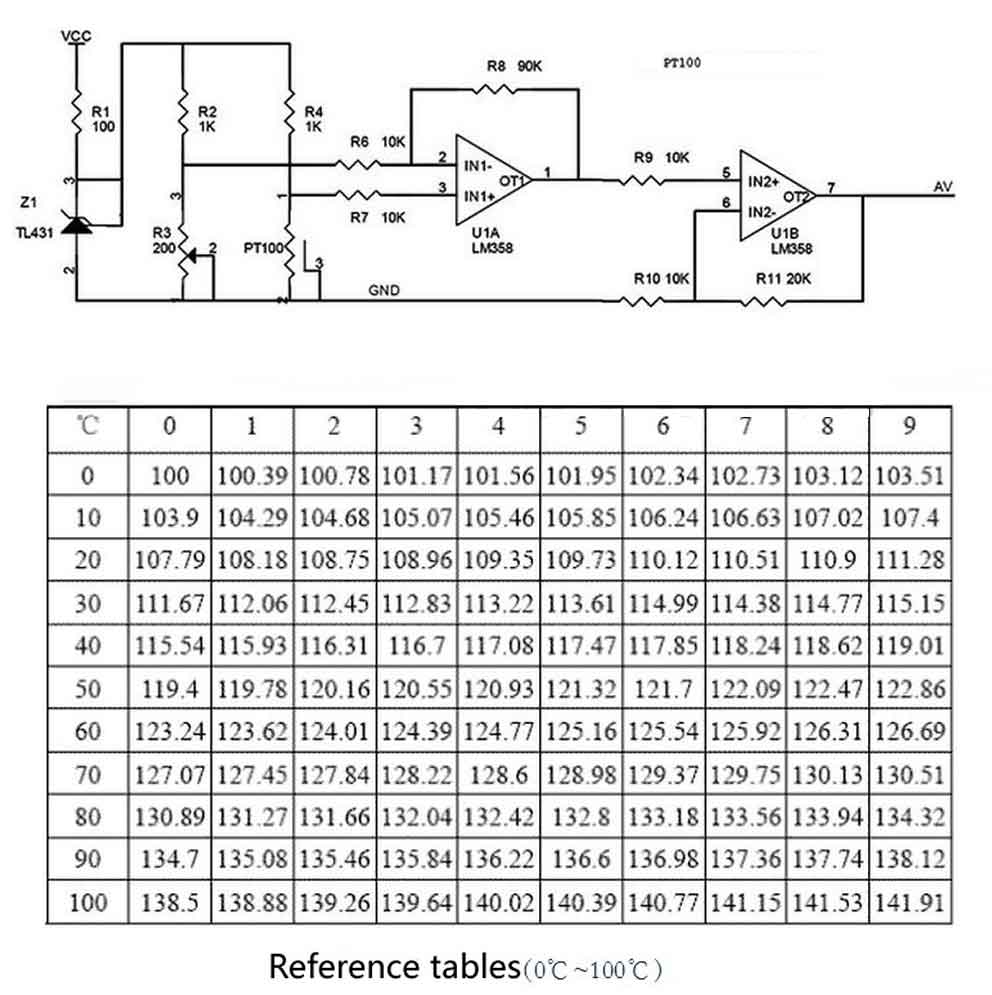 VCC
PT100
R8 90K
R1
100
R2
1K
R4
1K
R6 10K
R9 10K
2
IN1-
3
IN1+
OT1
1
5
IN2+
6
IN2-
OT2
7
AV
3
3
1
Z1
TL431
R3
200
2
PT100
3
R7 10K
U1A
LM358
U1B
LM358
2
1
2
GND
R10 10K
R11 20K
℃ 0 1 2 3 4 5 6 7 8 9
0 100 100.39 100.78 101.17 101.56 101.95 102.34 102.73 103.12 103.51
10 103.9 104.29 104.68 105.07 105.46 105.85 106.24 106.63 107.02 107.4
20 107.79 108.18 108.75 108.96 109.35 109.73 110.12 110.51 110.9 111.28
30 111.67 112.06 112.45 112.83 113.22 113.61 114.99 114.38 114.77 115.15
40 115.54 115.93 116.31 116.7 117.08 117.47 117.85 118.24 118.62 119.01
50 119.4 119.78 120.16 120.55 120.93 121.32 121.7 122.09 122.47 122.86
60 123.24 123.62 124.01 124.39 124.77 125.16 125.54 125.92 126.31 126.69
70 127.07 127.45 127.84 128.22 128.6 128.98 129.37 129.75 130.13 130.51
80 130.89 131.27 131.66 132.04 132.42 132.8 133.18 133.56 133.94 134.32
90 134.7 135.08 135.46 135.84 136.22 136.6 136.98 137.36 137.74 138.12
100 138.5 138.88 139.26 139.64 140.02 140.39 140.77 141.15 141.53 141.91
Reference tables(0℃ ~100℃ )